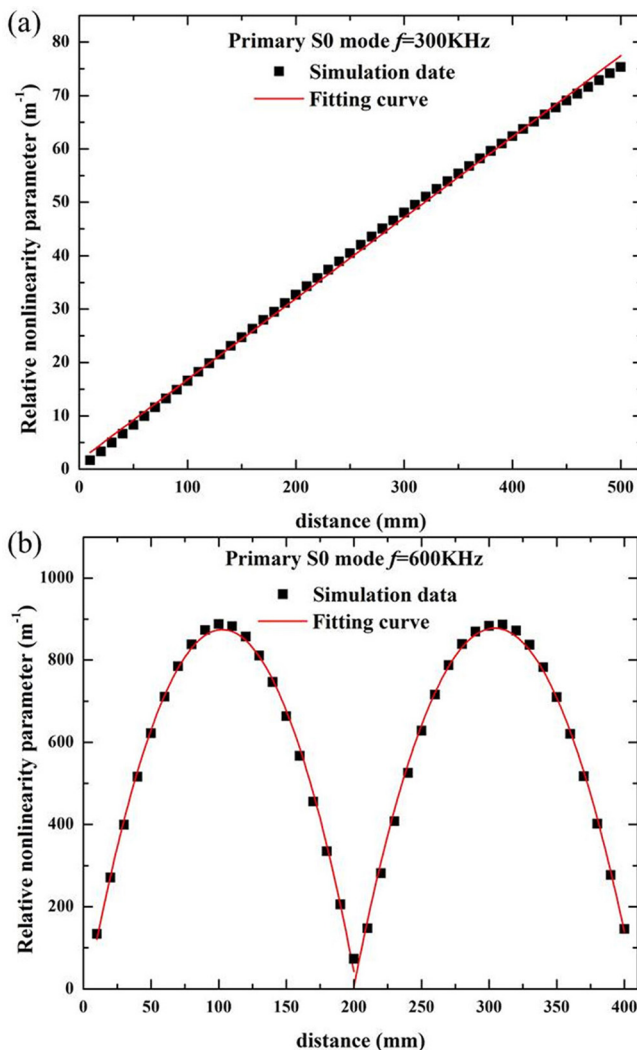 (a)
Primary S0 mode f=300KHz
Simulation date
Fitting curve
Relative nonlinearity parameter (m-1)
80
70
60
50
40
30
20
10
0
0 100 200 300 400 500
distance (mm)
(b)
Primary S0 mode f=600KHz
Simulation data
Fitting curve
Relative nonlinearity parameter (m-1)
1000
800
600
400
200
0
0 50 100 150 200 250 300 350 400
distance (mm)